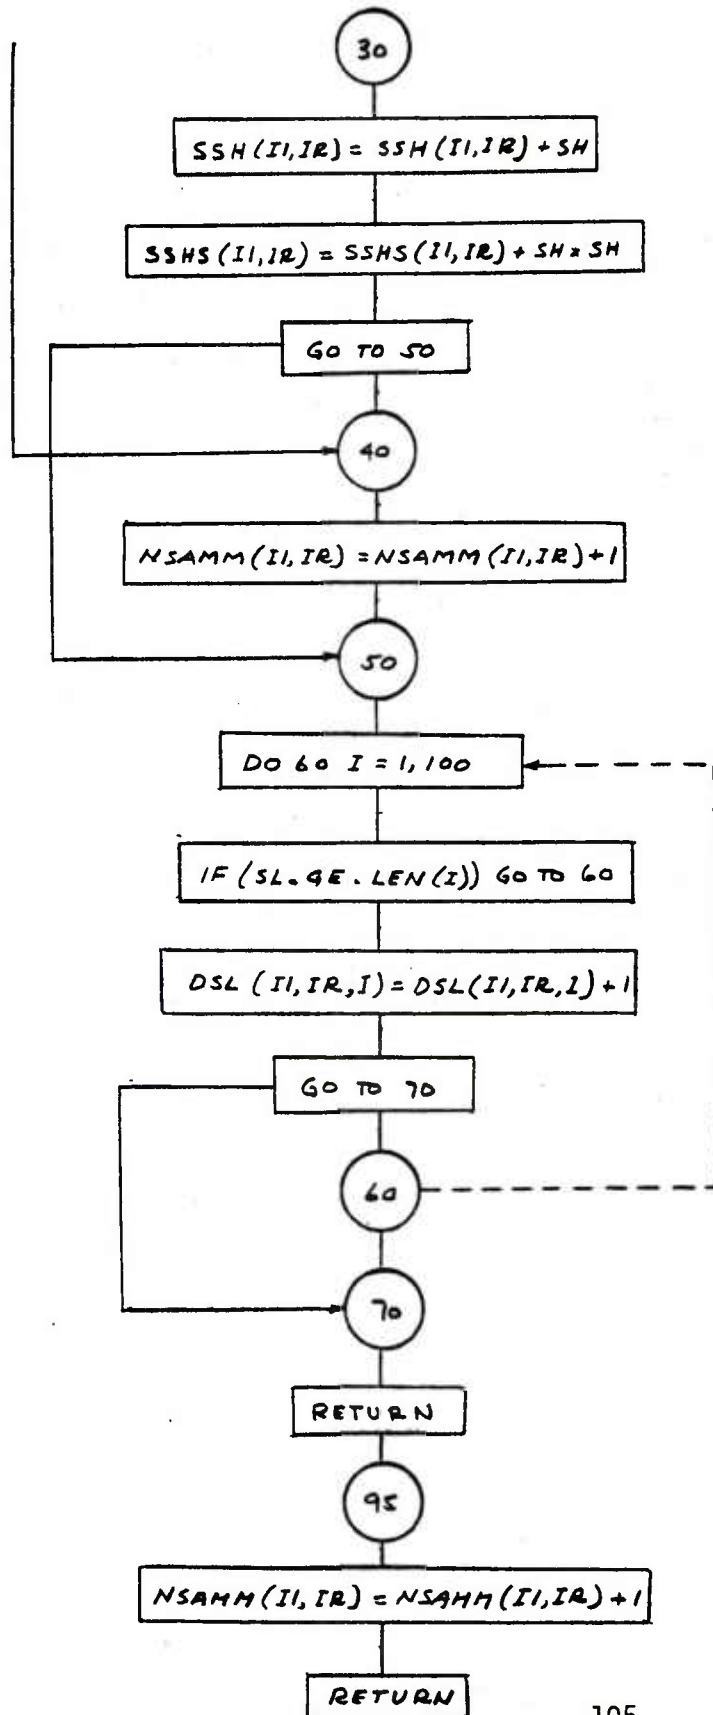 30
SSH(I1,IR) = SSH(I1,IR) + SH
SSHS(I1,IR) = SSHS(I1,IR) + SH * SH
GO TO 50
40
NSAMM(I1,IR) = NSAMM(I1,IR) + 1
50
DO 60 I = 1,100
IF (SL.GE.LEN(I)) GO TO 60
DSL (I1,IR,I) = DSL(I1,IR,I) + 1
GO TO 70
60
70
RETURN
95
NSAMM(I1,IR) = NSAMM(I1,IR) + 1
RETURN
105